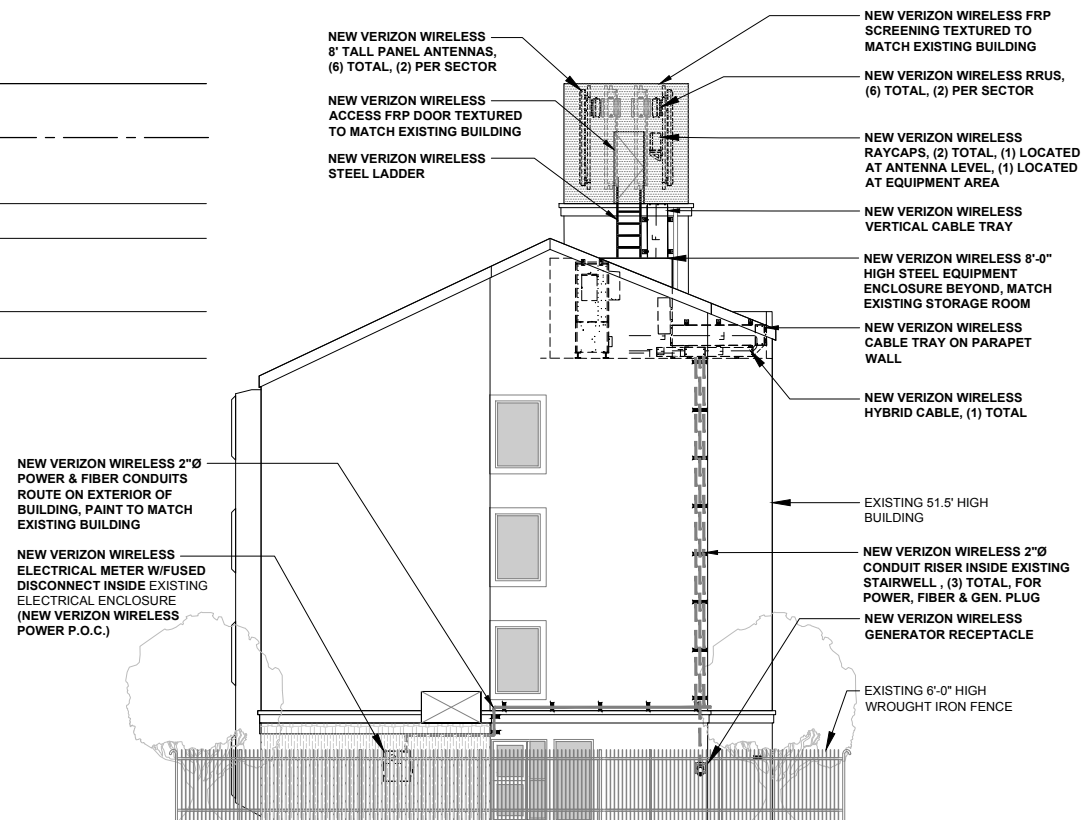 NEW VERIZON WIRELESS
8' TALL PANEL ANTENNAS,
(6) TOTAL, (2) PER SECTOR
NEW VERIZON WIRELESS
ACCESS FRP DOOR TEXTURED
TO MATCH EXISTING BUILDING
NEW VERIZON WIRELESS
STEEL LADDER
NEW VERIZON WIRELESS FRP
SCREENING TEXTURED TO
MATCH EXISTING BUILDING
NEW VERIZON WIRELESS RRUS,
(6) TOTAL, (2) PER SECTOR
NEW VERIZON WIRELESS
RAYCAPS, (2) TOTAL, (1) LOCATED
AT ANTENNA LEVEL, (1) LOCATED
AT EQUIPMENT AREA
NEW VERIZON WIRELESS
VERTICAL CABLE TRAY
F
NEW VERIZON WIRELESS 8'-0"
HIGH STEEL EQUIPMENT
ENCLOSURE BEYOND, MATCH
EXISTING STORAGE ROOM
NEW VERIZON WIRELESS
CABLE TRAY ON PARAPET
WALL
NEW VERIZON WIRELESS
HYBRID CABLE, (1) TOTAL
NEW VERIZON WIRELESS 2"Ø
POWER & FIBER CONDUITS
ROUTE ON EXTERIOR OF
BUILDING, PAINT TO MATCH
EXISTING BUILDING
NEW VERIZON WIRELESS
ELECTRICAL METER W/FUSED
DISCONNECT INSIDE EXISTING
ELECTRICAL ENCLOSURE
(NEW VERIZON WIRELESS
POWER P.O.C.)
EXISTING 51.5' HIGH
BUILDING
NEW VERIZON WIRELESS 2"Ø
CONDUIT RISER INSIDE EXISTING
STAIRWELL , (3) TOTAL, FOR
POWER, FIBER & GEN. PLUG
NEW VERIZON WIRELESS
GENERATOR RECEPTACLE
EXISTING 6'-0" HIGH
WROUGHT IRON FENCE